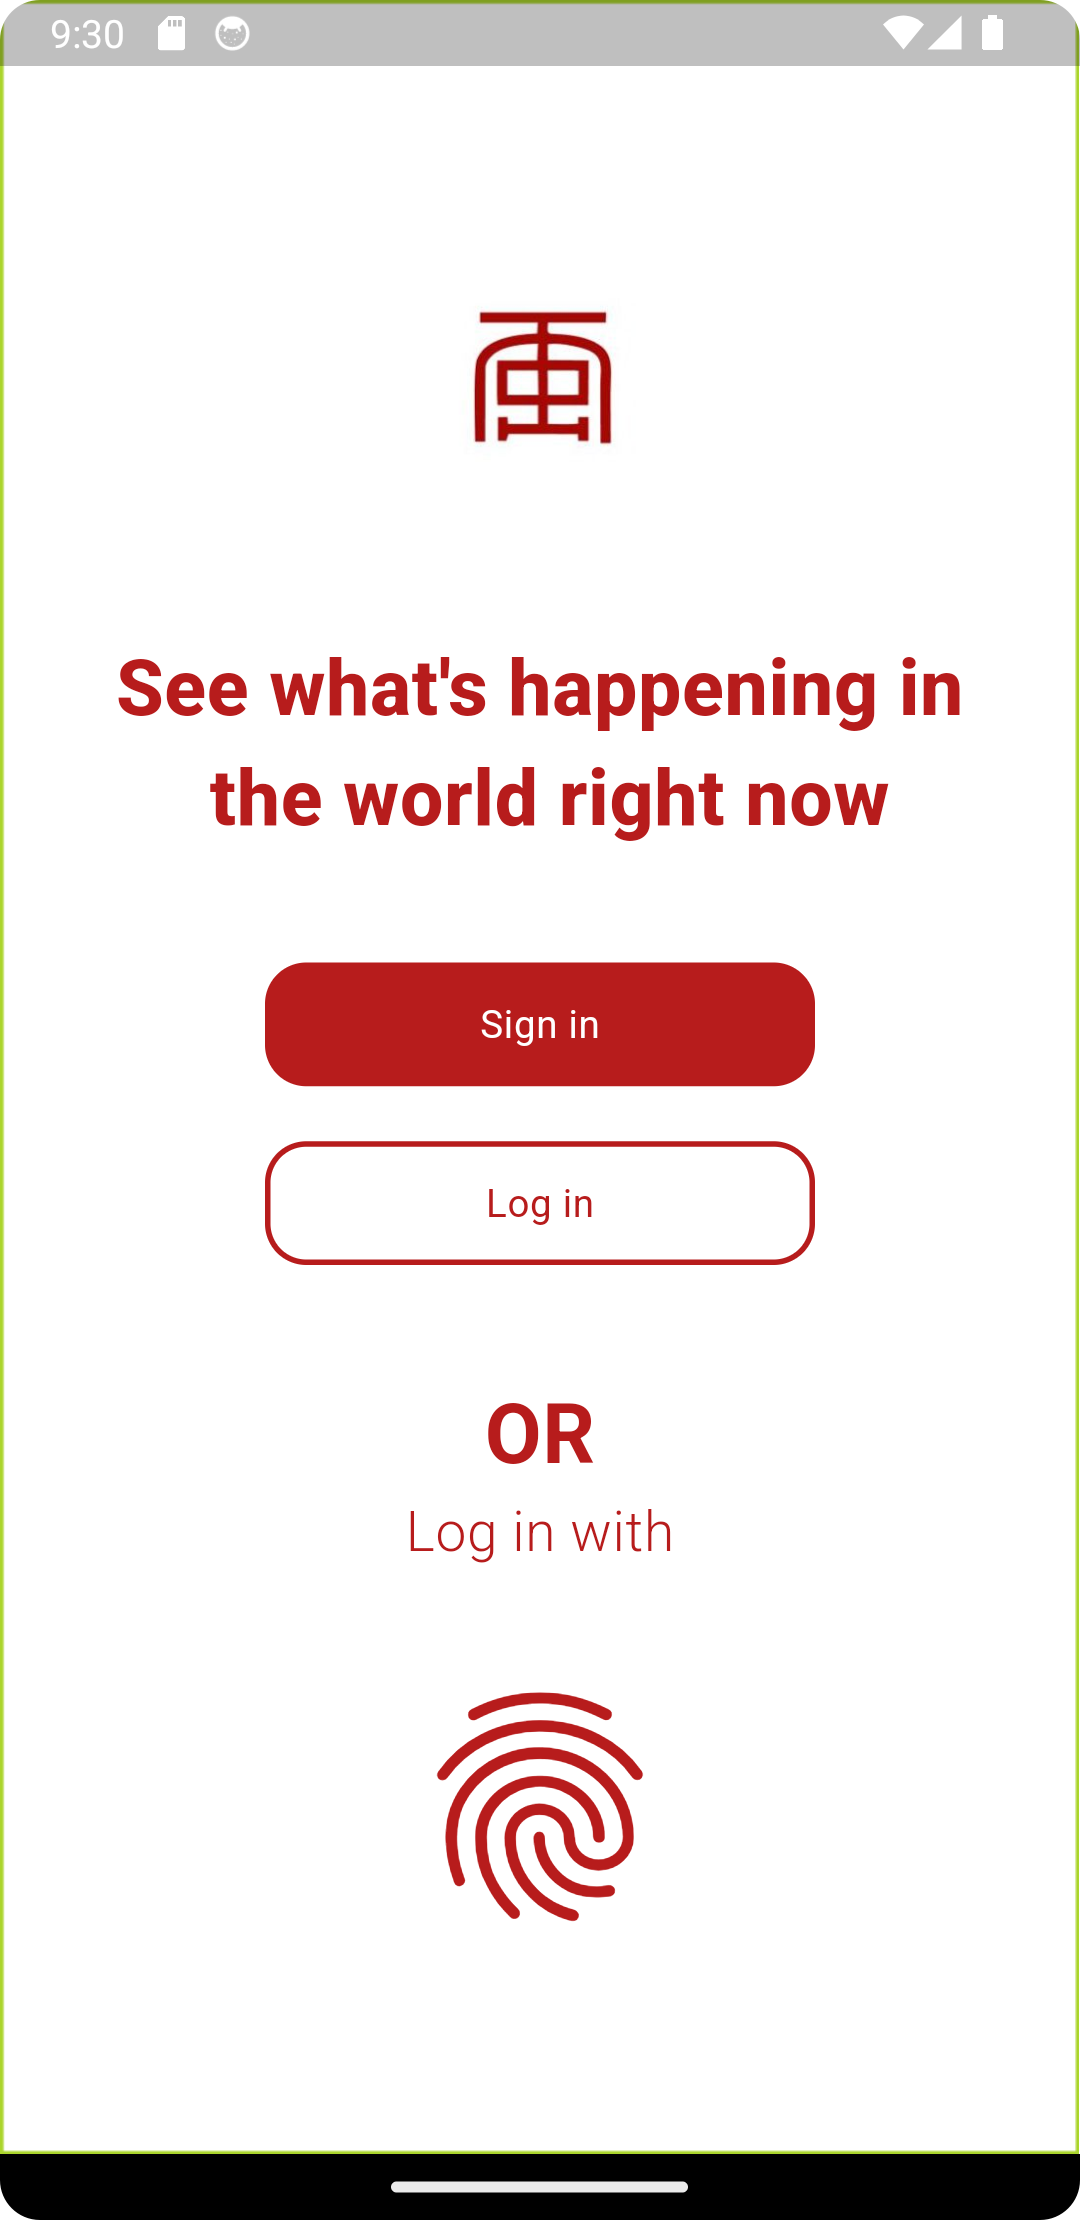 9:30
See what's happening in
the world right now
Sign in
Log in
OR
Log in with